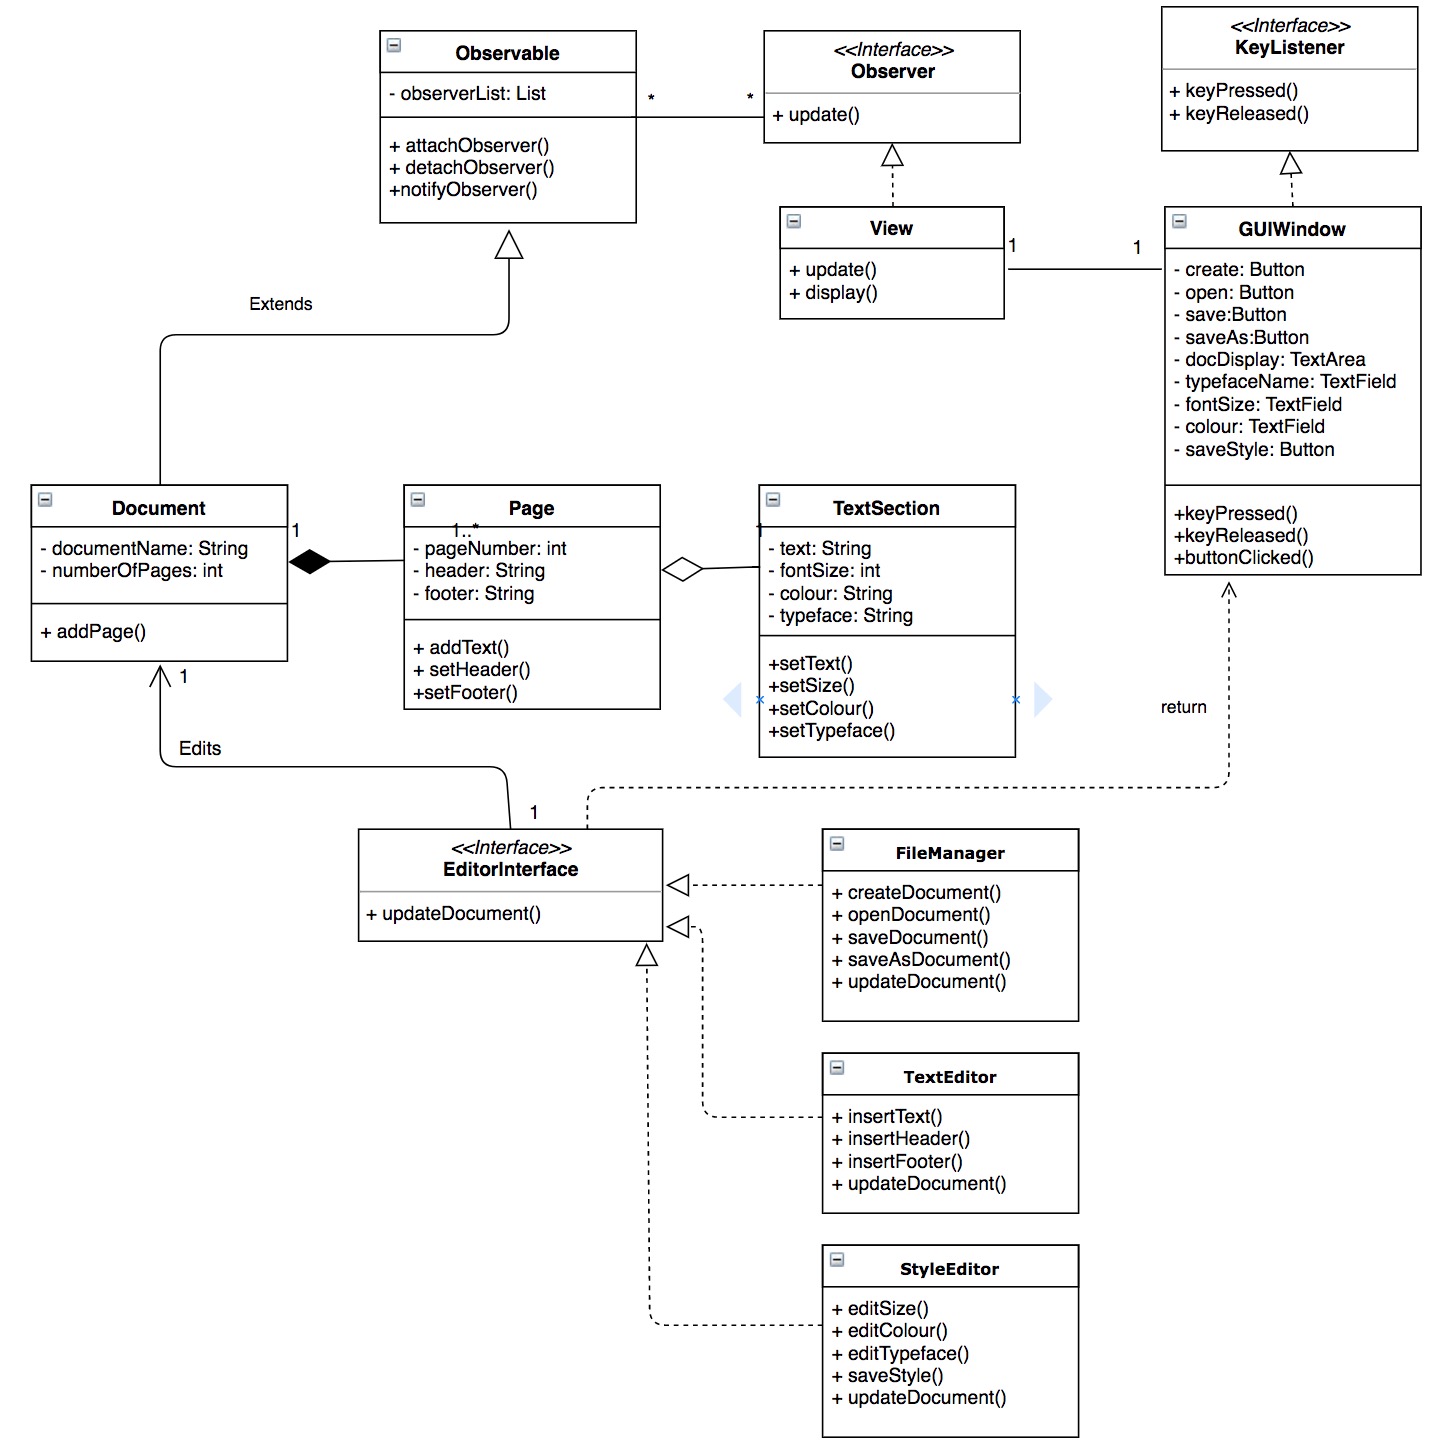 Observable
- observerList: List
+ attachObserver()
+ detachObserver()
+notifyObserver()
*
*
<<Interface>>
Observer
+ update()
<<Interface>>
KeyListener
+ keyPressed()
+ keyReleased()
View
+ update()
+ display()
1
1
GUIWindow
- create: Button
- open: Button
- save:Button
- saveAs:Button
- docDisplay: TextArea
- typefaceName: TextField
- fontSize: TextField
- colour: TextField
- saveStyle: Button
+keyPressed()
+keyReleased()
+buttonClicked()
Extends
Document
- documentName: String
- numberOfPages: int
+ addPage()
1
1..*
Page
- pageNumber: int
- header: String
- footer: String
+ addText()
+ setHeader()
+setFooter()
1
TextSection
- text: String
- fontSize: int
- colour: String
- typeface: String
+setText()
+setSize()
+setColour()
+setTypeface()
return
1
Edits
1
<<Interface>>
EditorInterface
+ updateDocument()
FileManager
+ createDocument()
+ openDocument()
+ saveDocument()
+ saveAsDocument()
+ updateDocument()
TextEditor
+ insertText()
+ insertHeader()
+ insertFooter()
+ updateDocument()
StyleEditor
+ editSize()
+ editColour()
+ editTypeface()
+ saveStyle()
+ updateDocument()